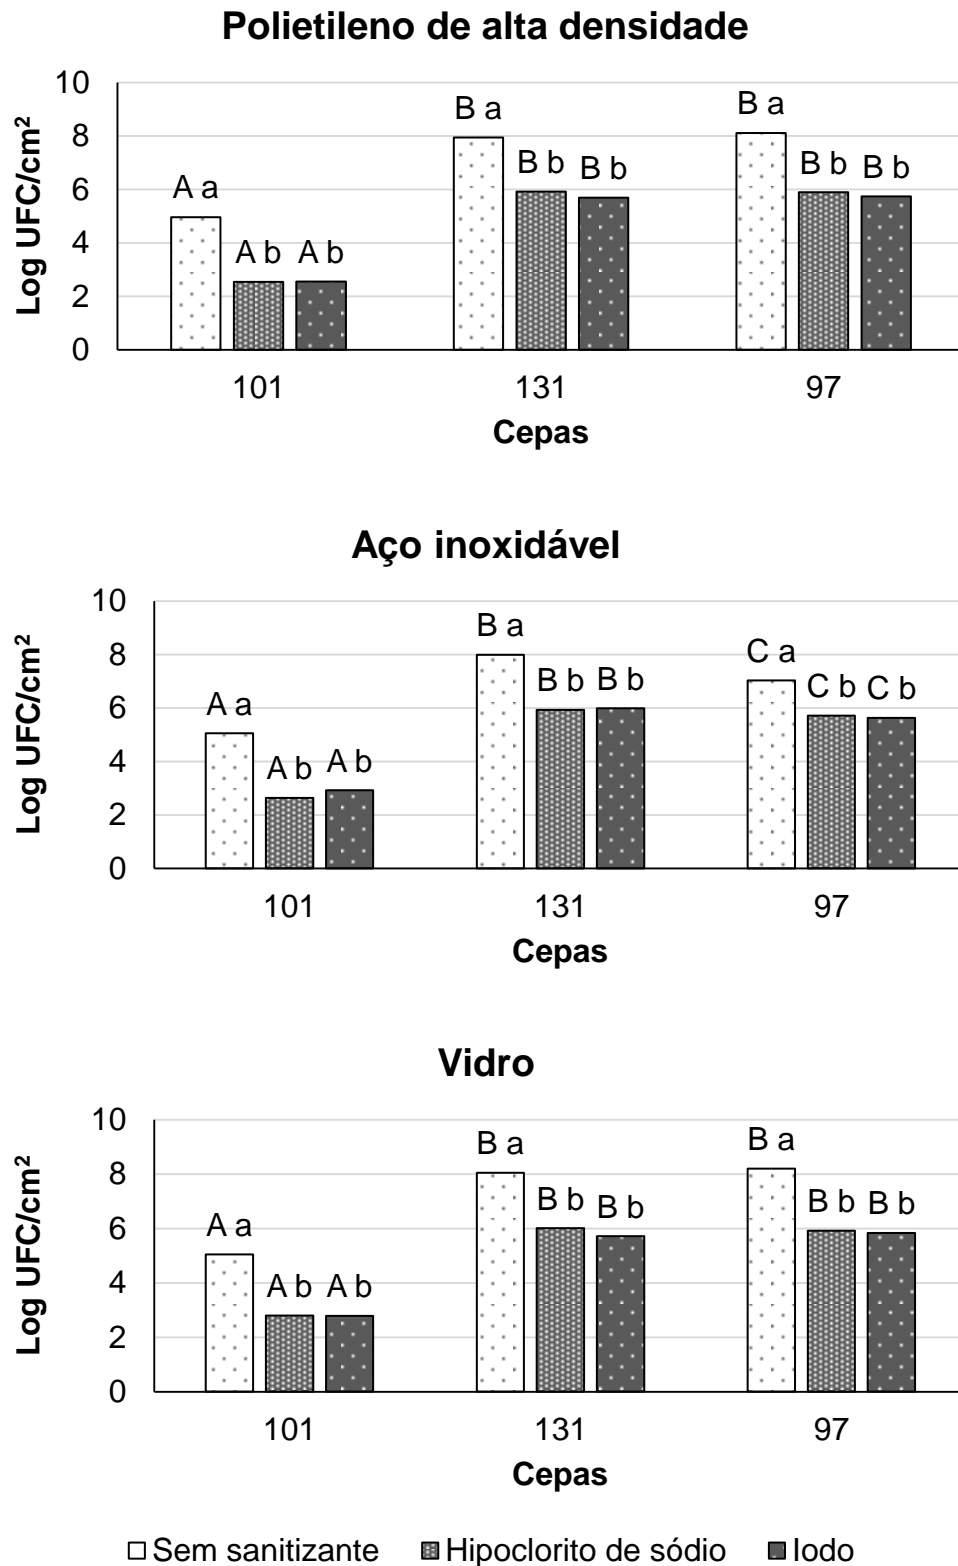 Polietileno de alta densidade
Log UFC/cm²
10
8
6
4
2
0
A a
A b
A b
B a
B b
B b
B a
B b
B b
101
131
97
Cepas
Aço inoxidável
Log UFC/cm²
10
8
6
4
2
0
A a
A b
A b
B a
B b
B b
C a
C b
C b
101
131
97
Cepas
Vidro
Log UFC/cm²
10
8
6
4
2
0
A a
A b
A b
B a
B b
B b
B a
B b
B b
101
131
97
Cepas
Sem sanitizante
Hipoclorito de sódio
Iodo